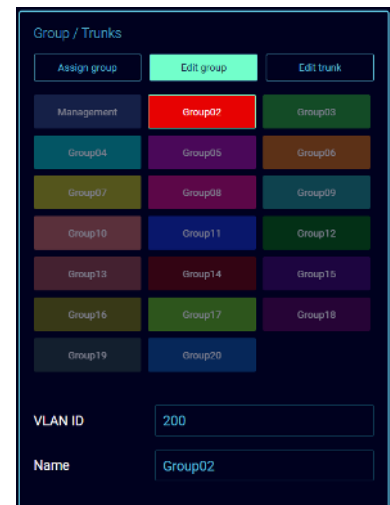 Group / Trunks
Assign group Edit group Edit trunk
Management Group02 Group03
Group04 Group05 Group06
Group07 Group08 Group09
Group10 Group11 Group12
Group13 Group14 Group15
Group16 Group17 Group18
Group19 Group20
VLAN ID 200
Name Group02